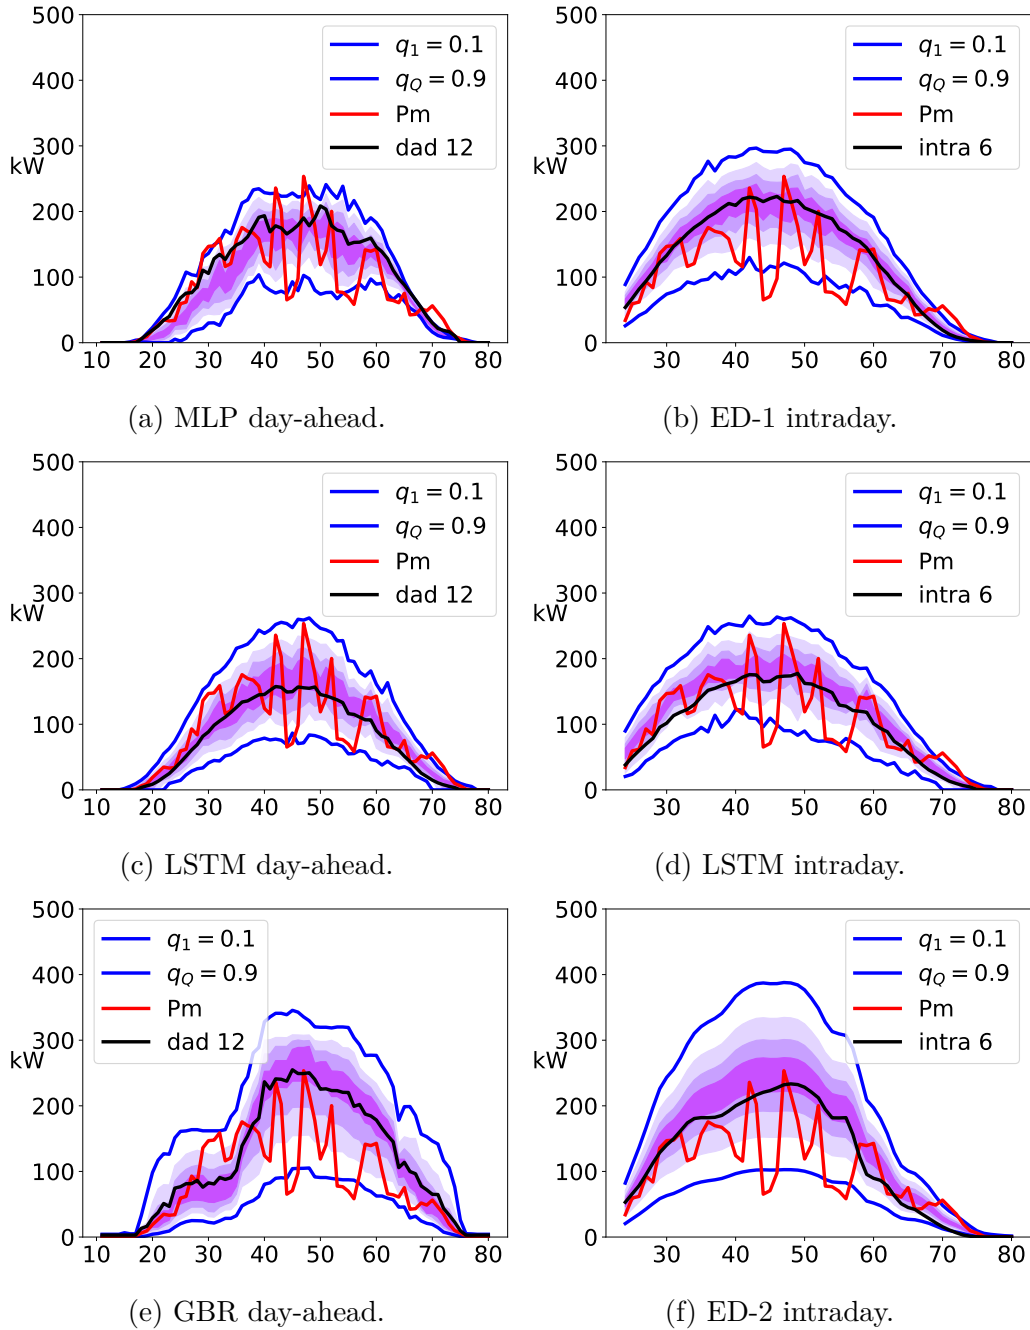 500
400
300
kW
200
100
0
10 20 30 40 50 60 70 80
q₁ = 0.1
q_Q = 0.9
Pm
dad 12
(a) MLP day-ahead.
500
400
300
kW
200
100
0
30 40 50 60 70 80
q₁ = 0.1
q_Q = 0.9
Pm
intra 6
(b) ED-1 intraday.
500
400
300
kW
200
100
0
10 20 30 40 50 60 70 80
q₁ = 0.1
q_Q = 0.9
Pm
dad 12
(c) LSTM day-ahead.
500
400
300
kW
200
100
0
30 40 50 60 70 80
q₁ = 0.1
q_Q = 0.9
Pm
intra 6
(d) LSTM intraday.
500
400
300
kW
200
100
0
10 20 30 40 50 60 70 80
q₁ = 0.1
q_Q = 0.9
Pm
dad 12
(e) GBR day-ahead.
500
400
300
kW
200
100
0
30 40 50 60 70 80
q₁ = 0.1
q_Q = 0.9
Pm
intra 6
(f) ED-2 intraday.